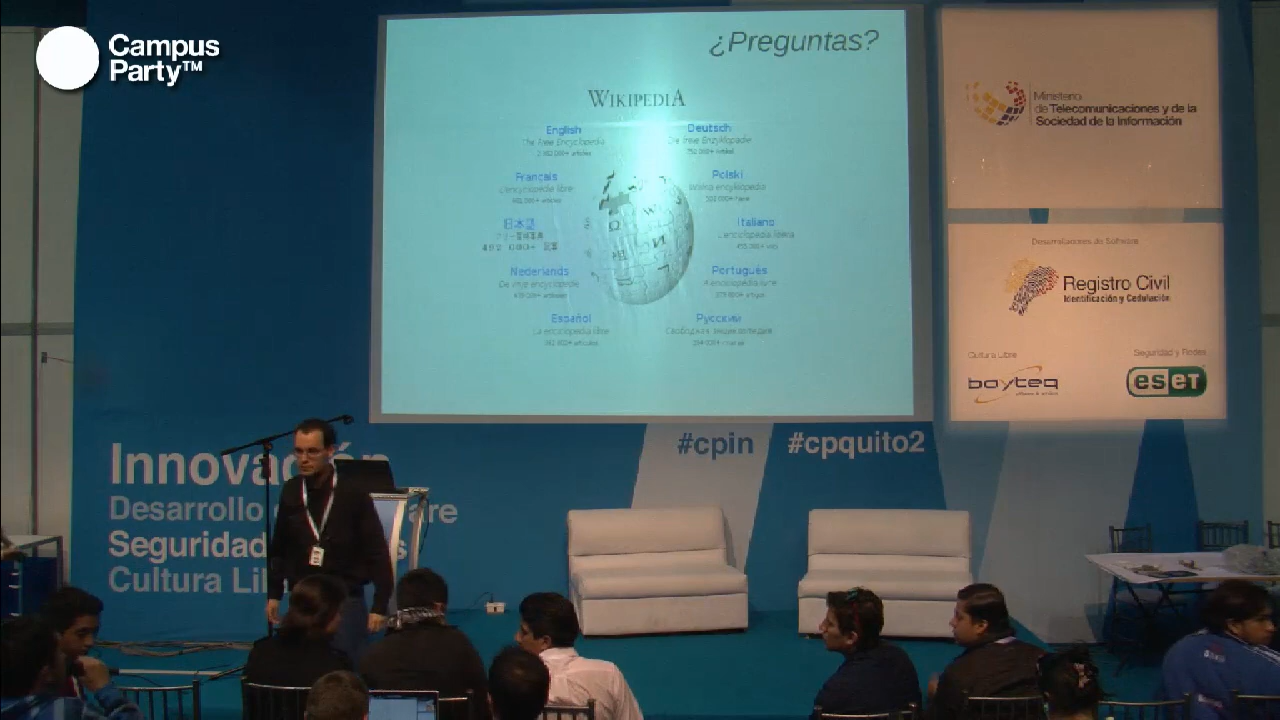 Campus
Party™
¿Preguntas?
WIKIPEDIA
English
The Free Encyclopedia
Deutsch
Die freie Enzyklopädie
Français
L'encyclopédie libre
Polski
Wolna encyklopedia
日本語
Italiano
L'enciclopedia libera
Nederlands
De vrije encyclopedie
Português
A enciclopédia livre
Español
La enciclopedia libre
Русский
Свободная энциклопедия
Ministerio
de Telecomunicaciones y de la
Sociedad de la Información
Desarrolladores de Software
Registro Civil
Identificación y Cedulación
Cultura Libre
Seguridad y Redes
bayteq
eseT
#cpin #cpquito2
Innovación
Desarrollo
Seguridad
Cultura Li